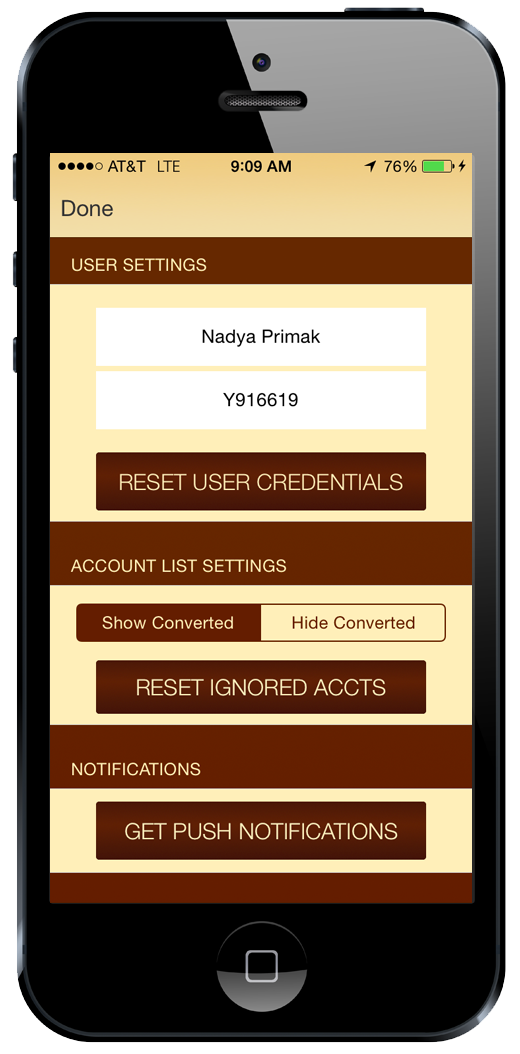 ●●●●○ AT&T LTE 9:09 AM 76%
Done
USER SETTINGS
Nadya Primak
Y916619
RESET USER CREDENTIALS
ACCOUNT LIST SETTINGS
Show Converted Hide Converted
RESET IGNORED ACCTS
NOTIFICATIONS
GET PUSH NOTIFICATIONS